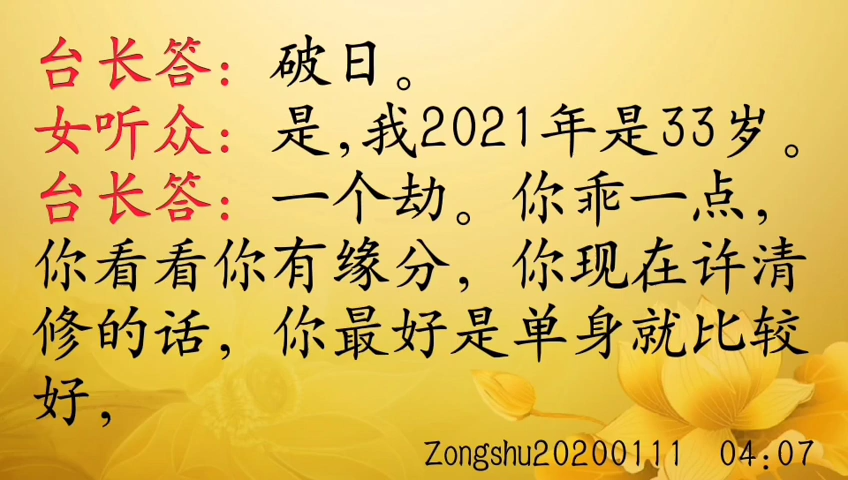 台长答：破日。
女听众：是,我2021年是33岁。
台长答：一个劫。你乖一点，
你看看你有缘分，你现在许清
修的话，你最好是单身就比较
好，
Zongshu20200111 04:07